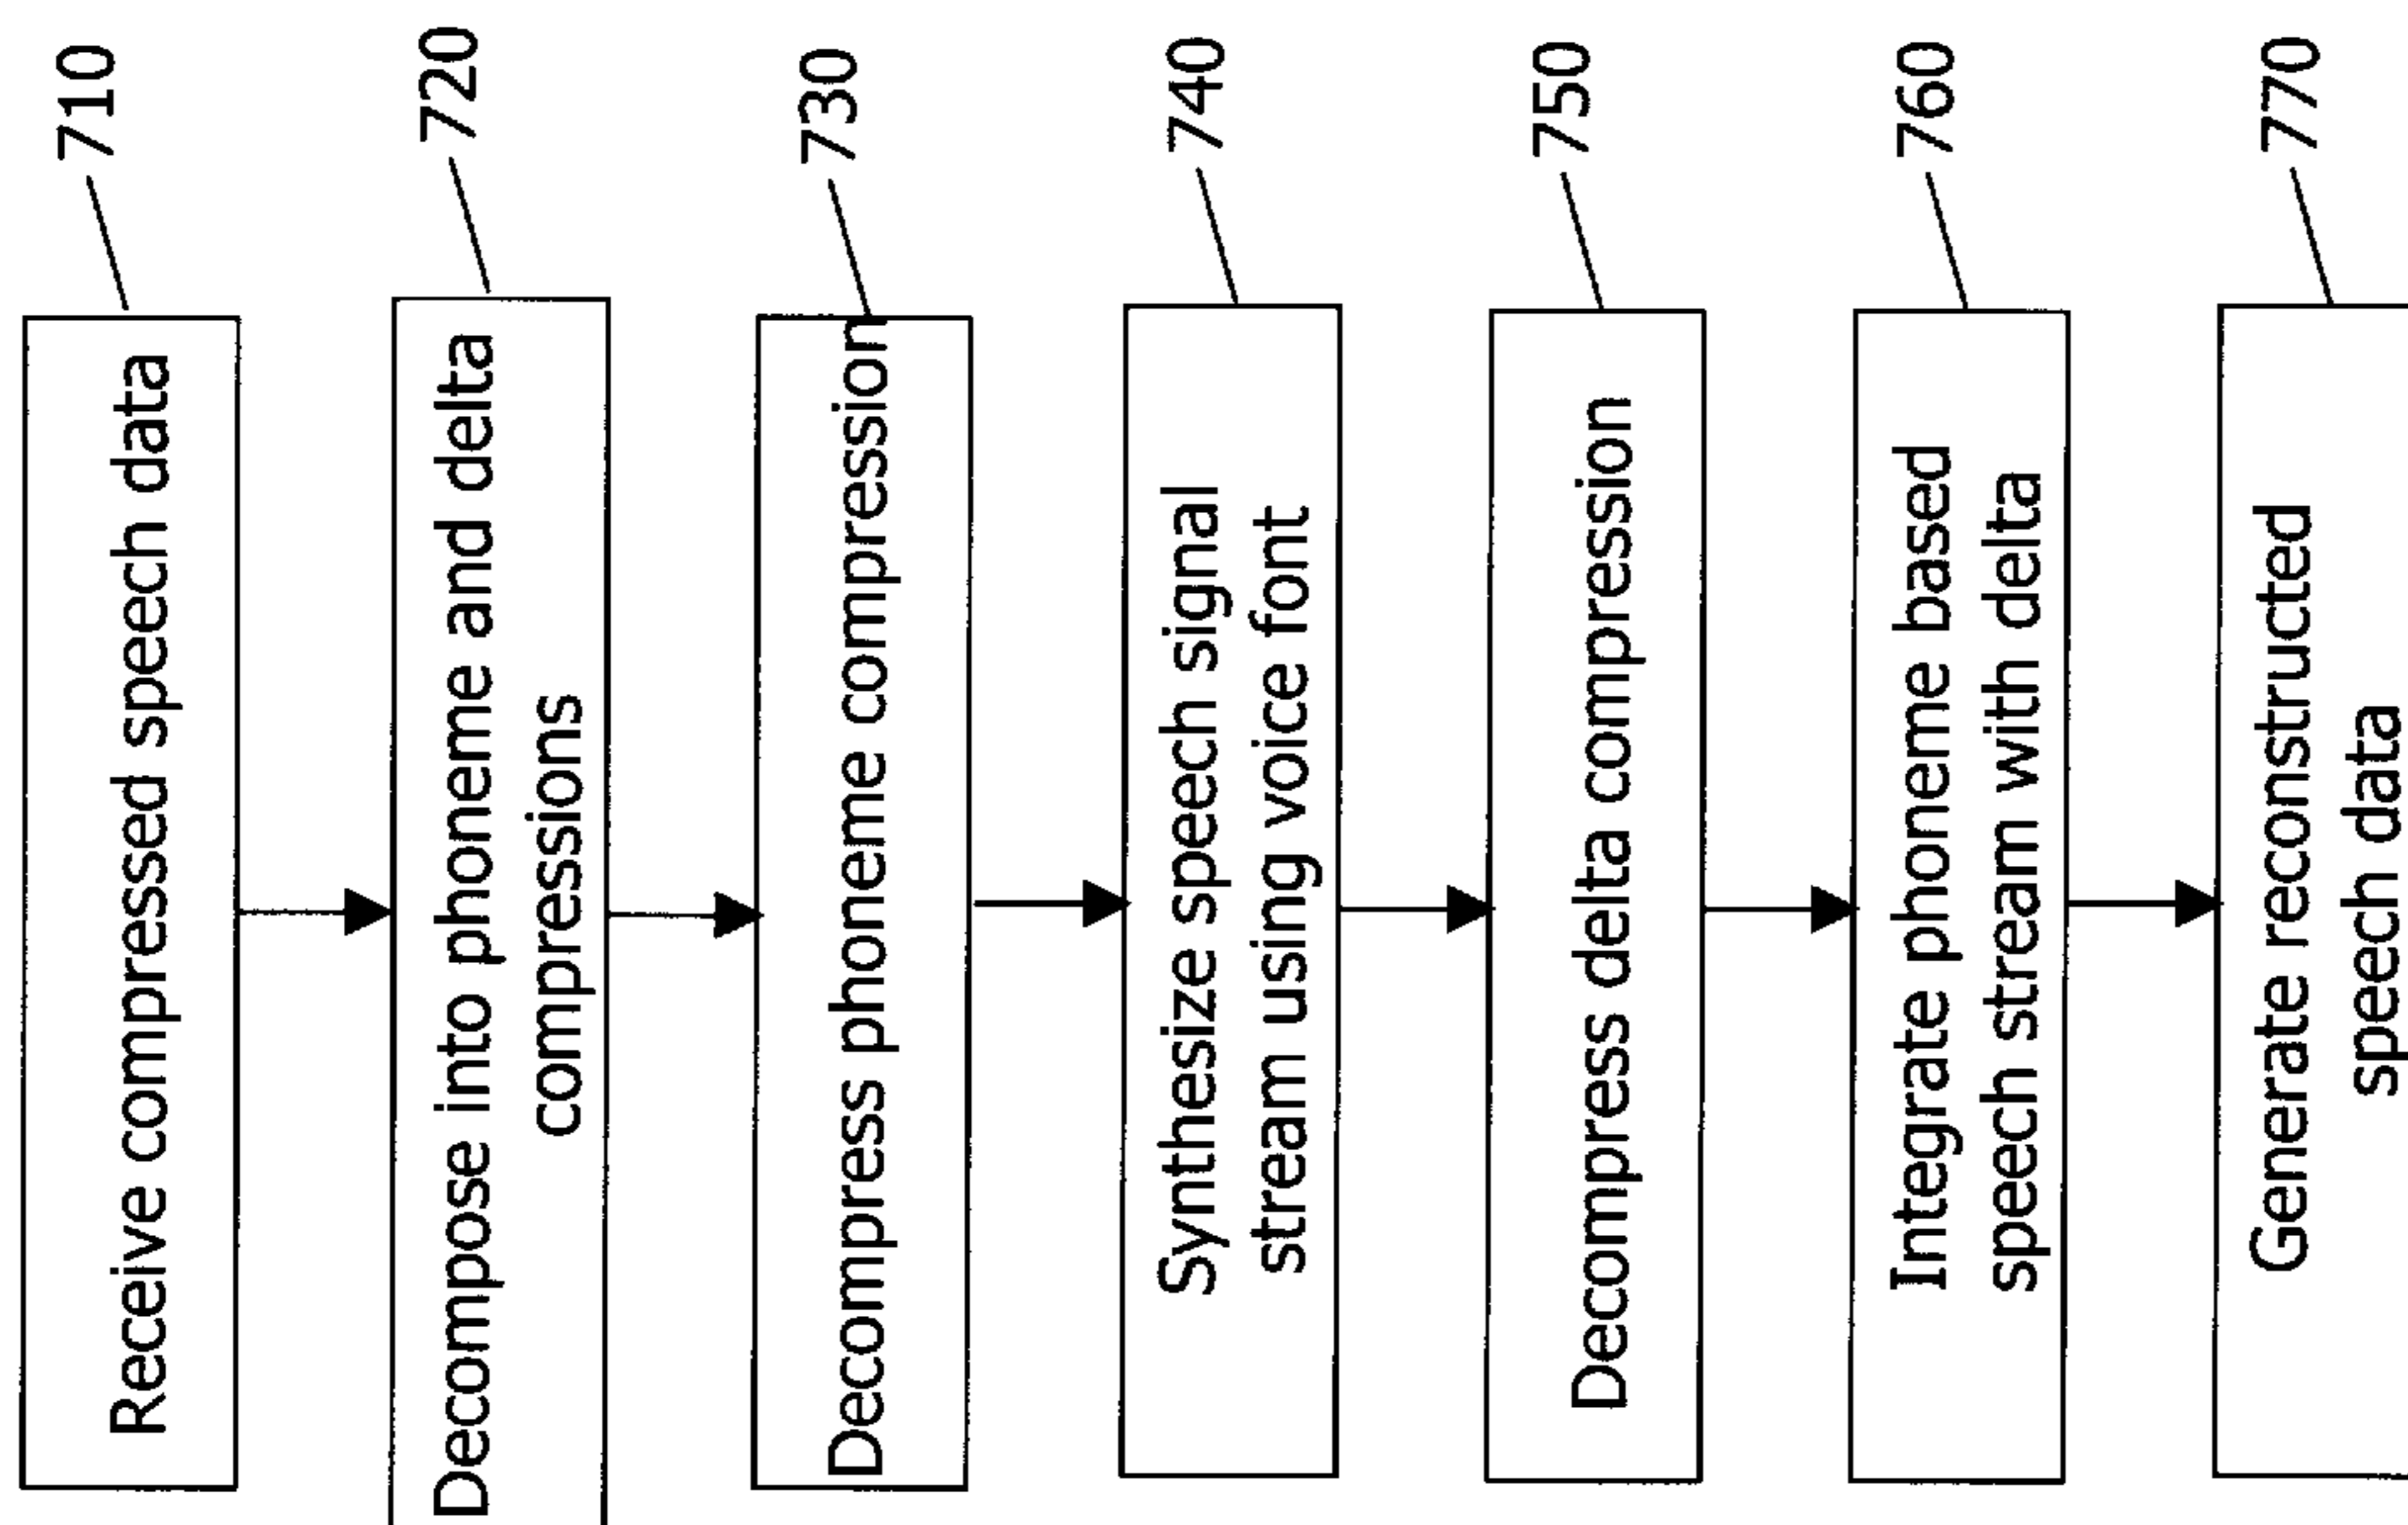 710
Receive compressed speech data
720
Decompose into phoneme and delta
compressions
730
Decompress phoneme compression
740
Synthesize speech signal
stream using voice font
750
Decompress delta compression
760
Integrate phoneme based
speech stream with delta
770
Generate reconstructed
speech data